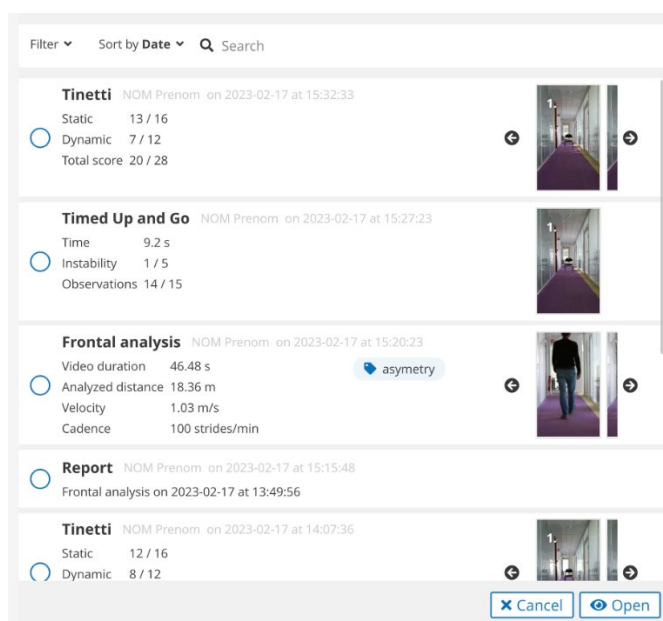 Filter Sort by Date Search
Tinetti NOM Prenom on 2023-02-17 at 15:32:33
Static 13 / 16
Dynamic 7 / 12
Total score 20 / 28
1.
Timed Up and Go NOM Prenom on 2023-02-17 at 15:27:23
Time 9.2 s
Instability 1 / 5
Observations 14 / 15
1.
Frontal analysis NOM Prenom on 2023-02-17 at 15:20:23
Video duration 46.48 s
asymetry
Analyzed distance 18.36 m
Velocity 1.03 m/s
Cadence 100 strides/min
Report NOM Prenom on 2023-02-17 at 15:15:48
Frontal analysis on 2023-02-17 at 13:49:56
Tinetti NOM Prenom on 2023-02-17 at 14:07:36
Static 12 / 16
Dynamic 8 / 12
1.
Cancel Open